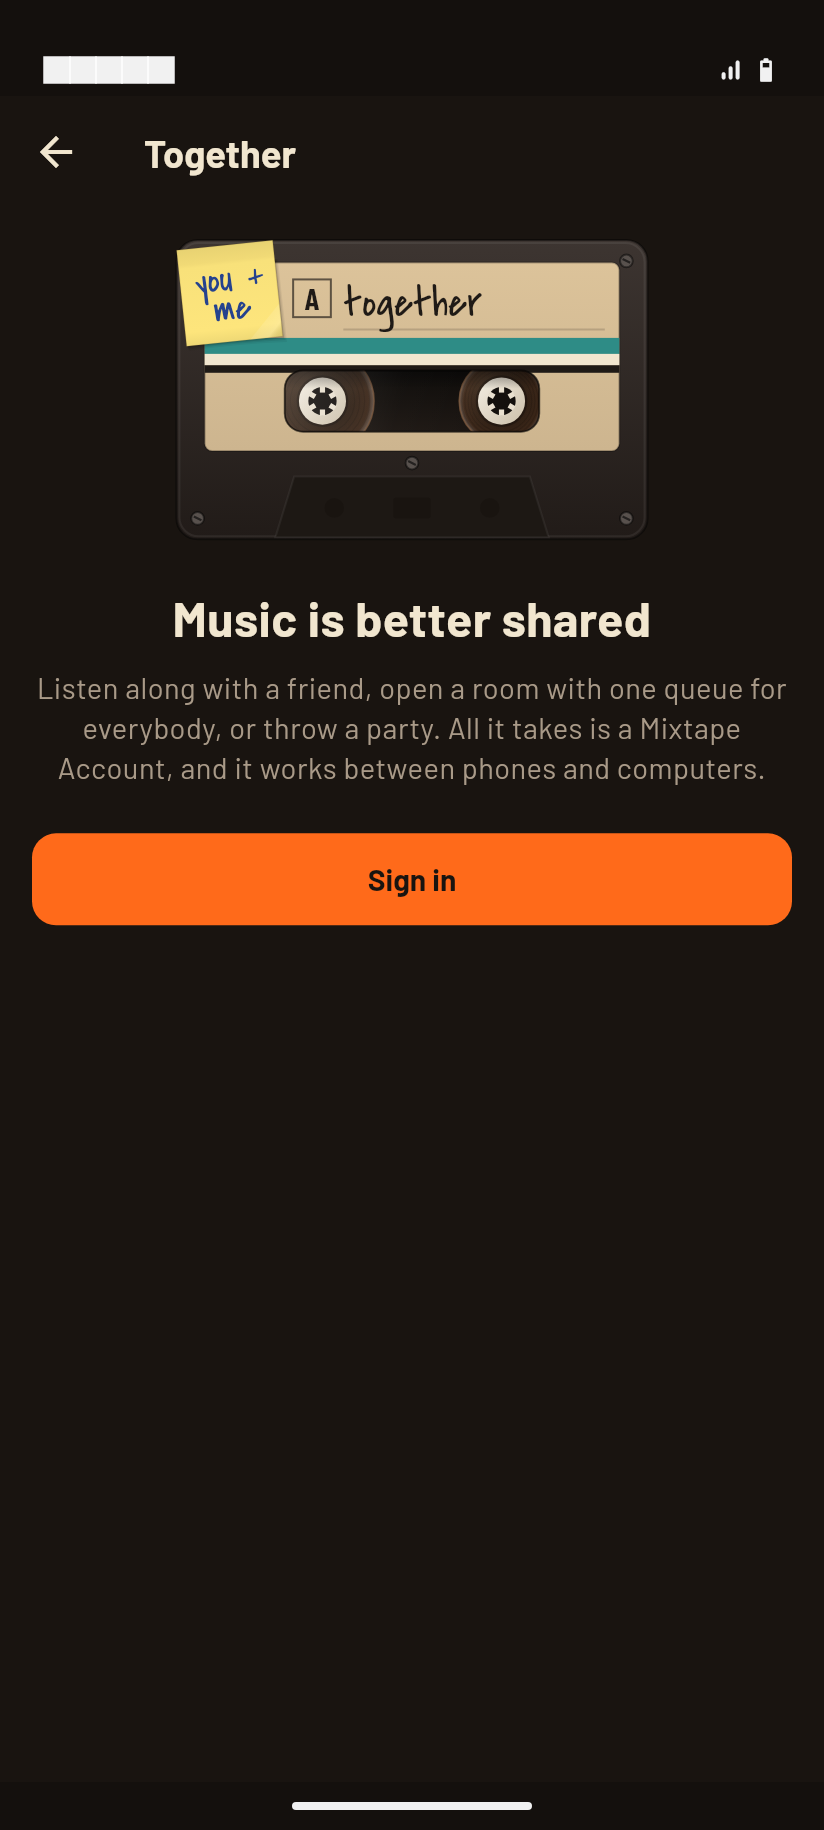 Together
you +
me
A together
Music is better shared
Listen along with a friend, open a room with one queue for
everybody, or throw a party. All it takes is a Mixtape
Account, and it works between phones and computers.
Sign in